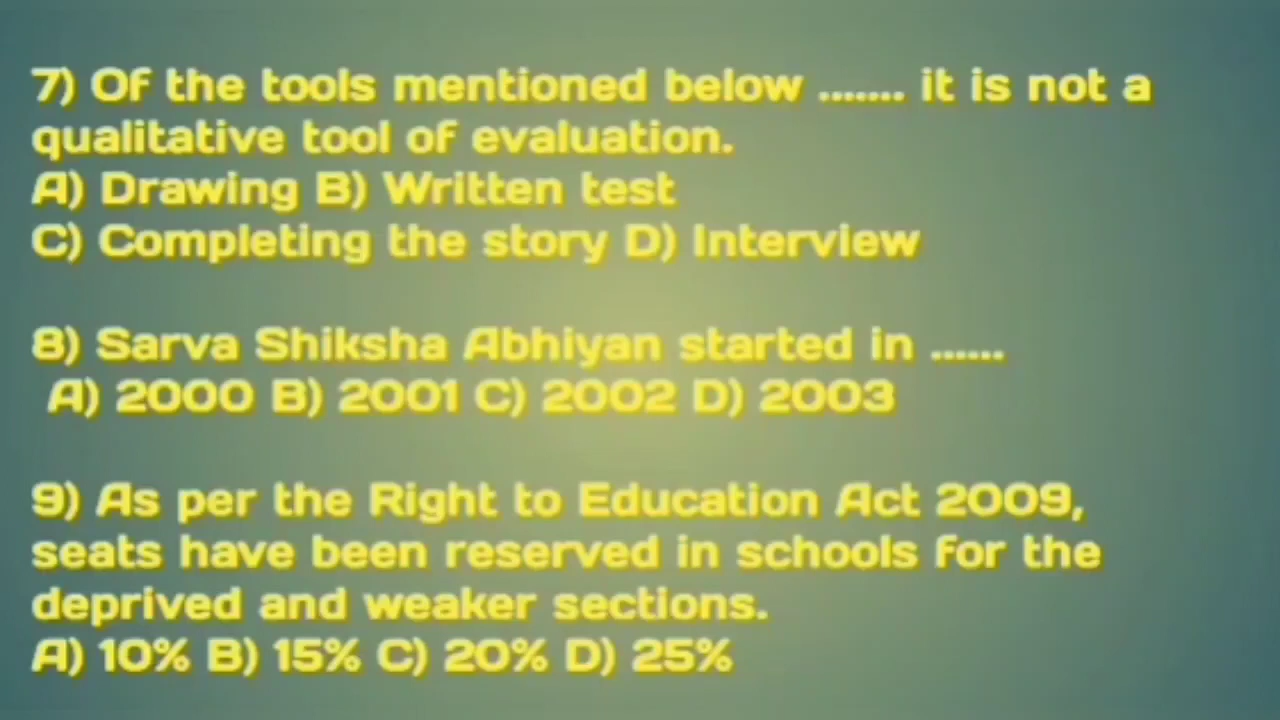 7) Of the tools mentioned below ....... it is not a
qualitative tool of evaluation.
A) Drawing B) Written test
C) Completing the story D) Interview
8) Sarva Shiksha Abhiyan started in ......
A) 2000 B) 2001 C) 2002 D) 2003
9) As per the Right to Education Act 2009,
seats have been reserved in schools for the
deprived and weaker sections.
A) 10% B) 15% C) 20% D) 25%